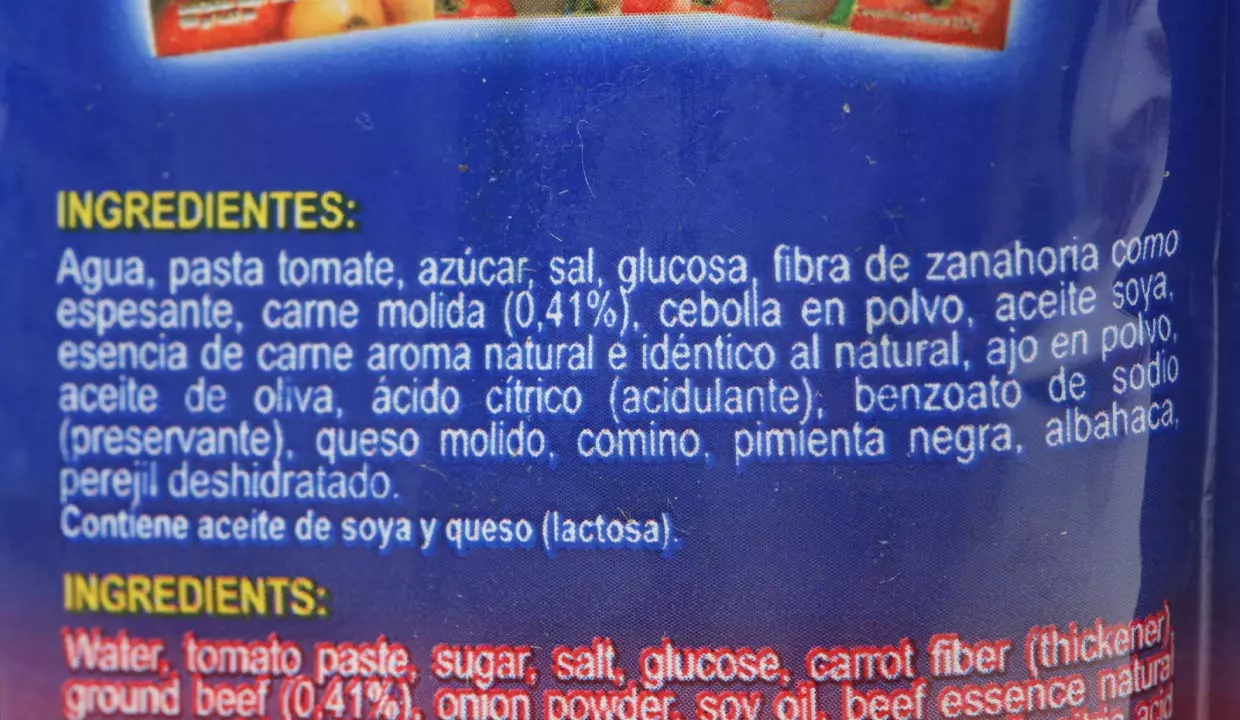 INGREDIENTES:
Agua, pasta tomate, azúcar, sal, glucosa, fibra de zanahoria como
espesante, carne molida (0,41%), cebolla en polvo, aceite soya,
esencia de carne aroma natural e idéntico al natural, ajo en polvo,
aceite de oliva, ácido cítrico (acidulante), benzoato de sodio
(preservante), queso molido, comino, pimienta negra, albahaca,
perejil deshidratado.
Contiene aceite de soya y queso (lactosa).
INGREDIENTS:
Water, tomato paste, sugar, salt, glucose, carrot fiber (thickener),
ground beef (0,41%), onion powder, soy oil, beef essence natural